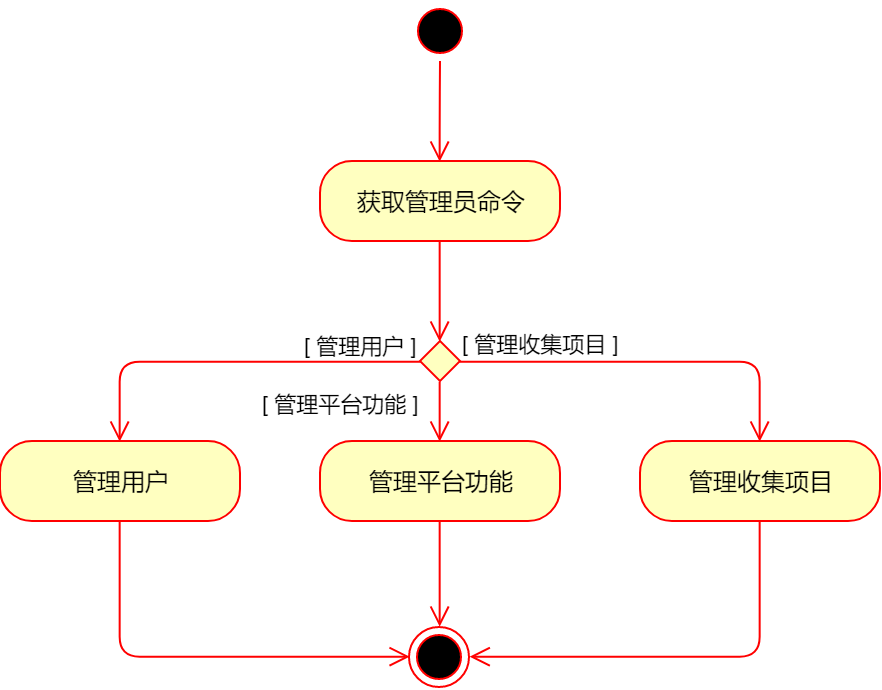 获取管理员命令
[ 管理用户 ]
[ 管理收集项目 ]
[ 管理平台功能 ]
管理用户
管理平台功能
管理收集项目